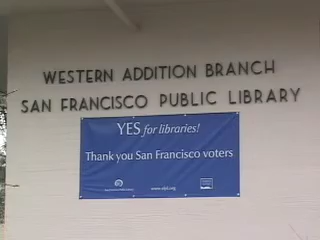 WESTERN ADDITION BRANCH
SAN FRANCISCO PUBLIC LIBRARY
YES for libraries!
Thank you San Francisco voters
www.sfpl.org